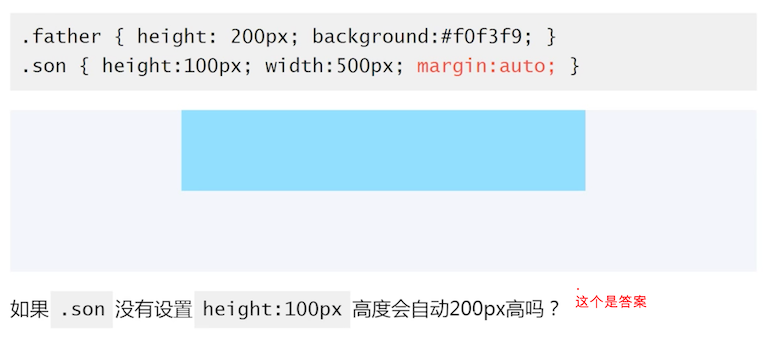 .father { height: 200px; background:#f0f3f9; }
.son { height:100px; width:500px; margin:auto; }
如果 .son 没有设置 height:100px 高度会自动200px高吗？
这个是答案